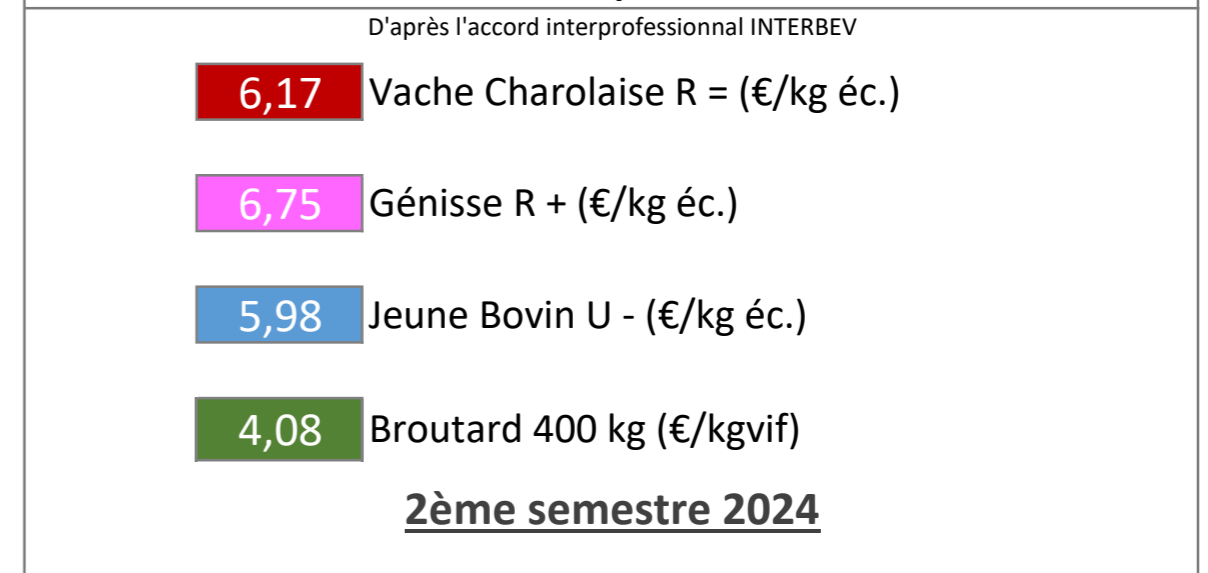 D'après l'accord interprofessionnal INTERBEV
6,17 Vache Charolaise R = (€/kg éc.)
6,75 Génisse R + (€/kg éc.)
5,98 Jeune Bovin U - (€/kg éc.)
4,08 Broutard 400 kg (€/kgvif)
2ème semestre 2024